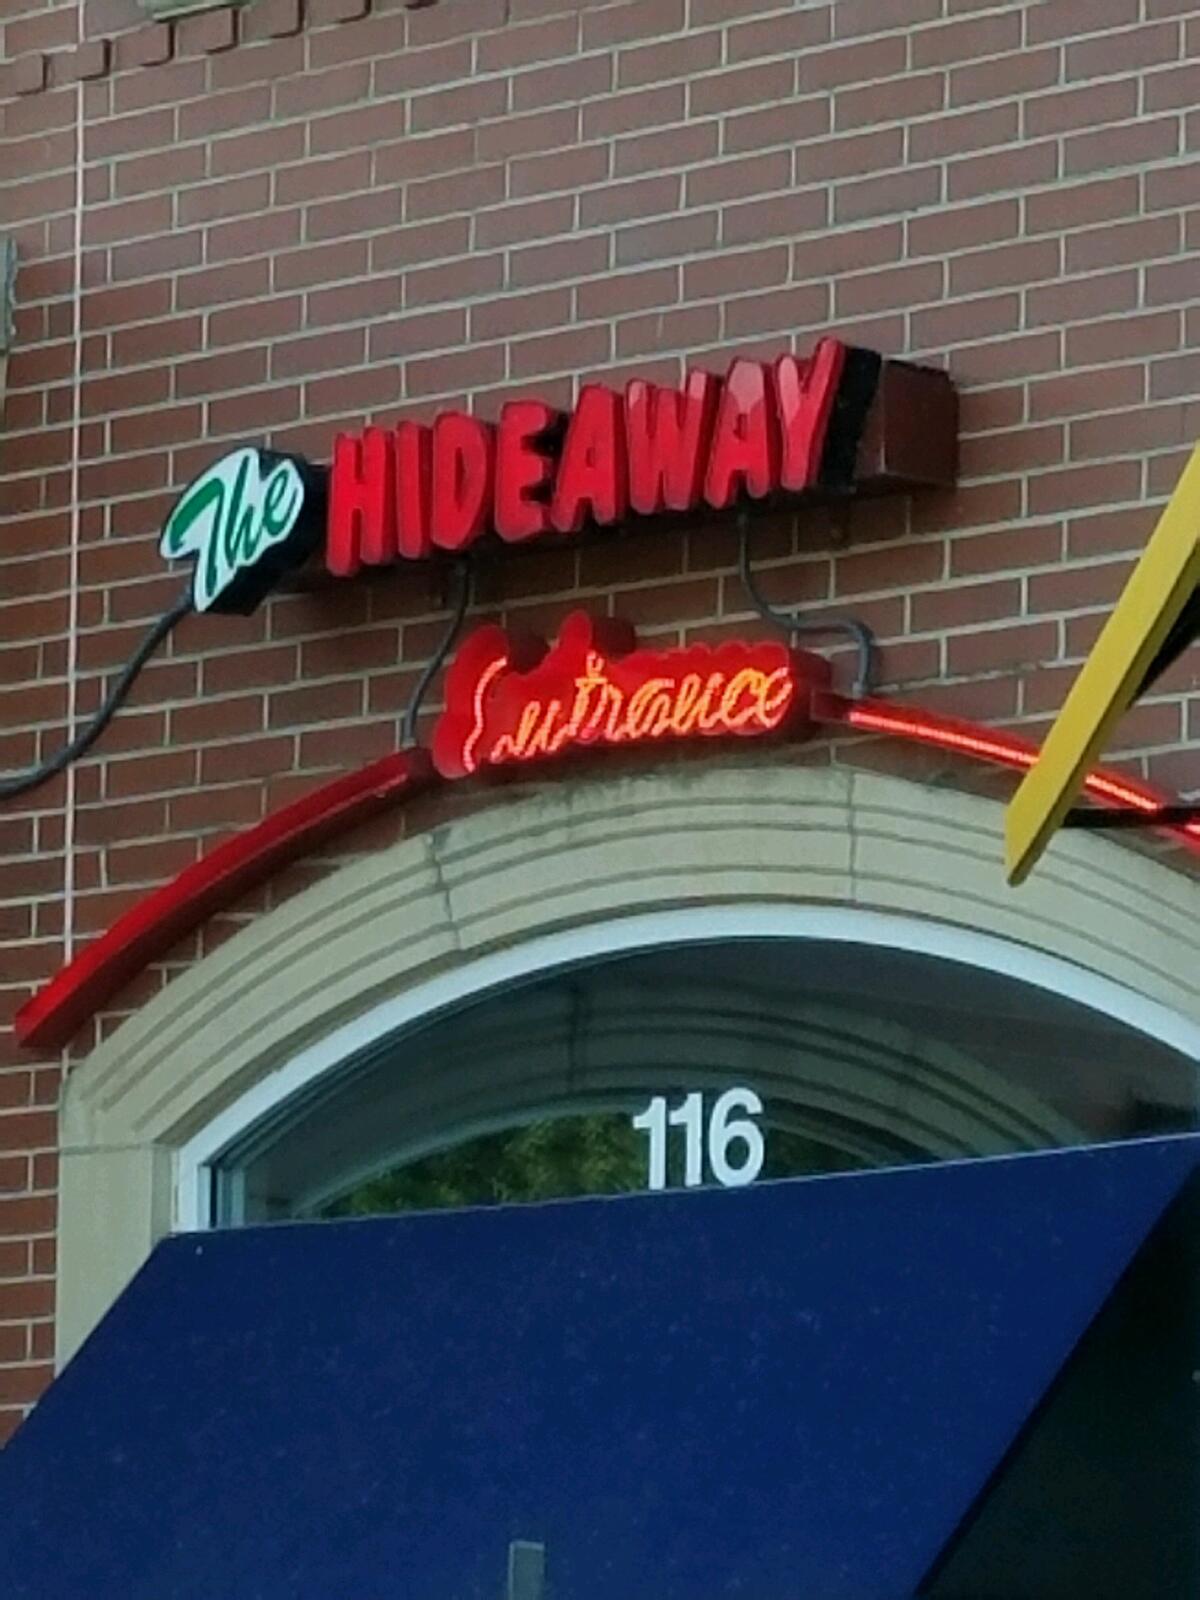 The HIDEAWAY
Entrance
116